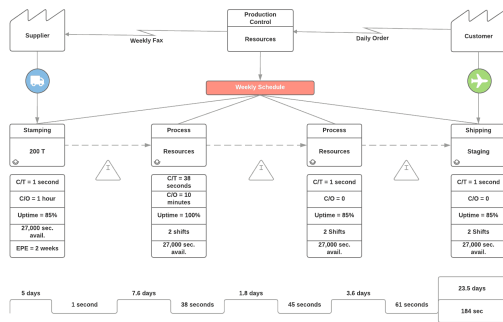 Supplier
Weekly Fax
Production
Control
Resources
Daily Order
Customer
Weekly Schedule
Stamping
200 T
Process
Resources
Process
Resources
Shipping
Staging
I
I
I
C/T = 1 second
C/O = 1 hour
Uptime = 85%
27,000 sec.
avail.
EPE = 2 weeks
C/T = 38
seconds
C/O = 10
minutes
Uptime = 100%
2 shifts
27,000 sec.
avail.
C/T = 1 second
C/O = 0
Uptime = 85%
2 Shifts
27,000 sec.
avail.
C/T = 1 second
C/O = 0
Uptime = 85%
2 Shifts
27,000 sec.
avail.
5 days
1 second
7.6 days
38 seconds
1.8 days
45 seconds
3.6 days
61 seconds
23.5 days
184 sec